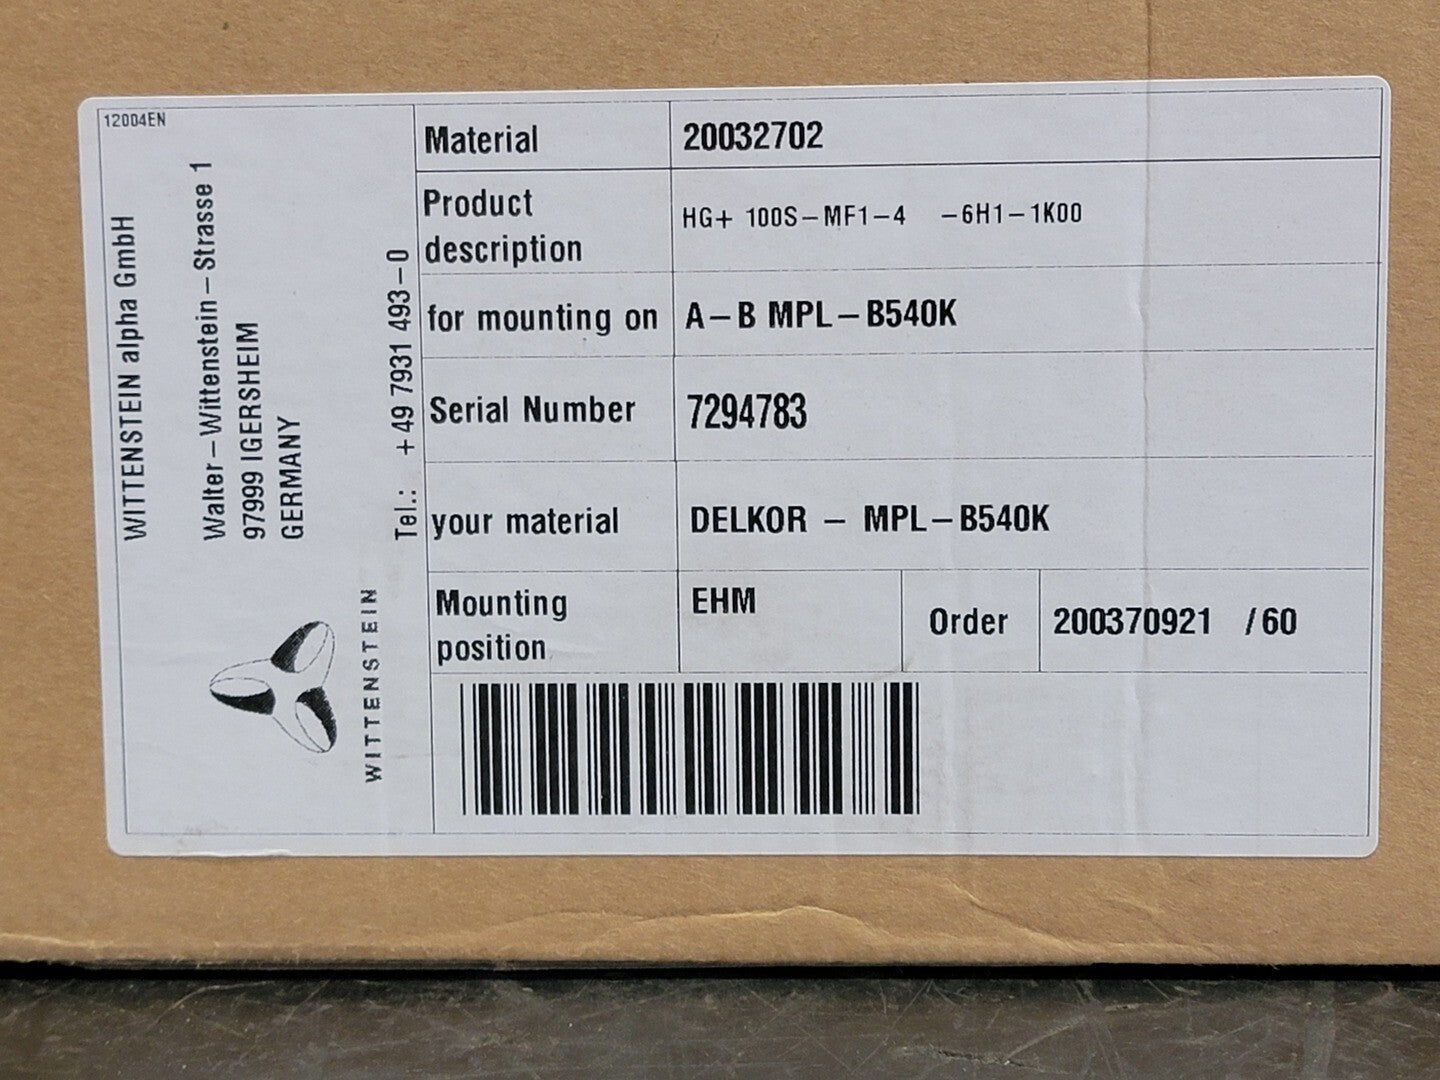 12004EN
WITTENSTEIN alpha GmbH
Walter-Wittenstein-Strasse 1
97999 IGERSHEIM
GERMANY
Tel.: +49 7931 493-0
WITTENSTEIN
Material 20032702
Product description HG+ 100S-MF1-4 -6H1-1K00
for mounting on A-B MPL-B540K
Serial Number 7294783
your material DELKOR - MPL-B540K
Mounting position EHM Order 200370921 /60